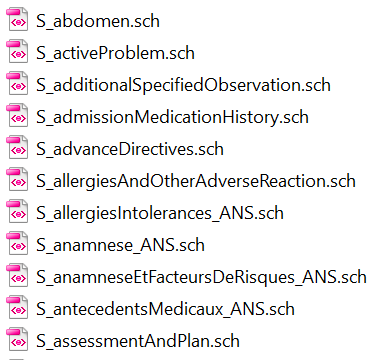 S_abdomen.sch
S_activeProblem.sch
S_additionalSpecifiedObservation.sch
S_admissionMedicationHistory.sch
S_advanceDirectives.sch
S_allergiesAndOtherAdverseReaction.sch
S_allergiesIntolerances_ANS.sch
S_anamnese_ANS.sch
S_anamneseEtFacteursDeRisques_ANS.sch
S_antecedentsMedicaux_ANS.sch
S_assessmentAndPlan.sch